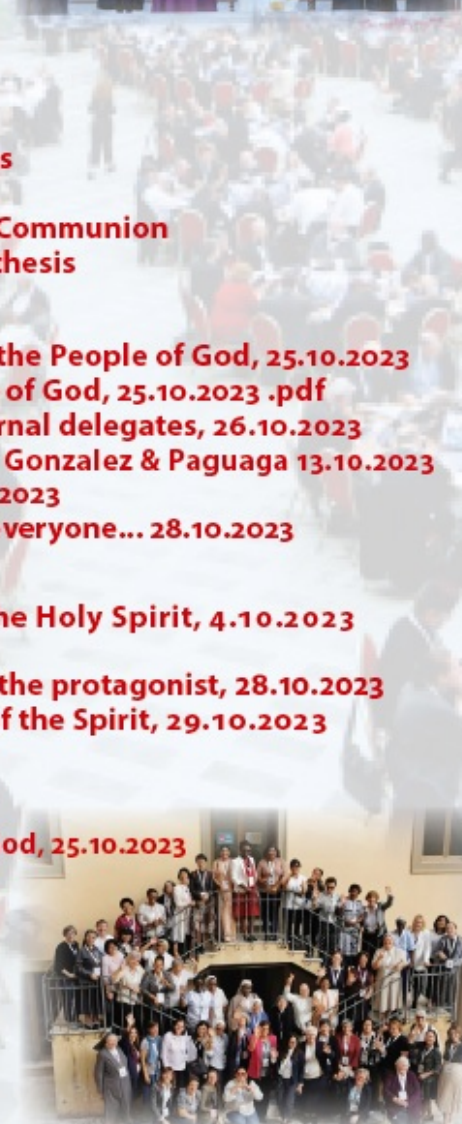 s
Communion
thesis
the People of God, 25.10.2023
of God, 25.10.2023 .pdf
rnal delegates, 26.10.2023
Gonzalez & Paguaga 13.10.2023
2023
veryone... 28.10.2023
ne Holy Spirit, 4.10.2023
the protagonist, 28.10.2023
f the Spirit, 29.10.2023
od, 25.10.2023